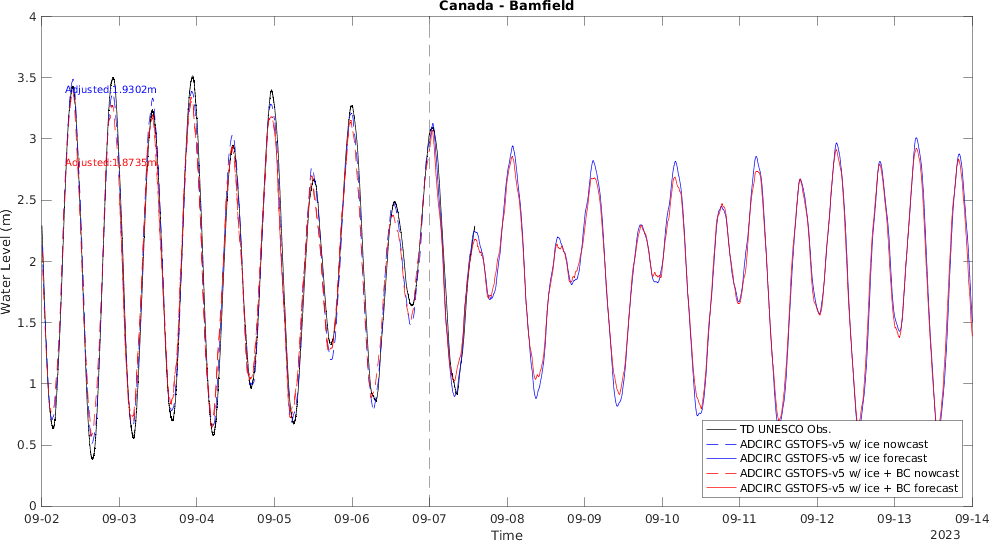 Canada - Bamfield
4
3.5
3
2.5
2
1.5
1
0.5
0
Water Level (m)
Adjusted:1.9302m
Adjusted:1.8735m
TD UNESCO Obs.
ADCIRC GSTOFS-v5 w/ ice nowcast
ADCIRC GSTOFS-v5 w/ ice forecast
ADCIRC GSTOFS-v5 w/ ice + BC nowcast
ADCIRC GSTOFS-v5 w/ ice + BC forecast
09-02 09-03 09-04 09-05 09-06 09-07 09-08 09-09 09-10 09-11 09-12 09-13 09-14
Time
2023